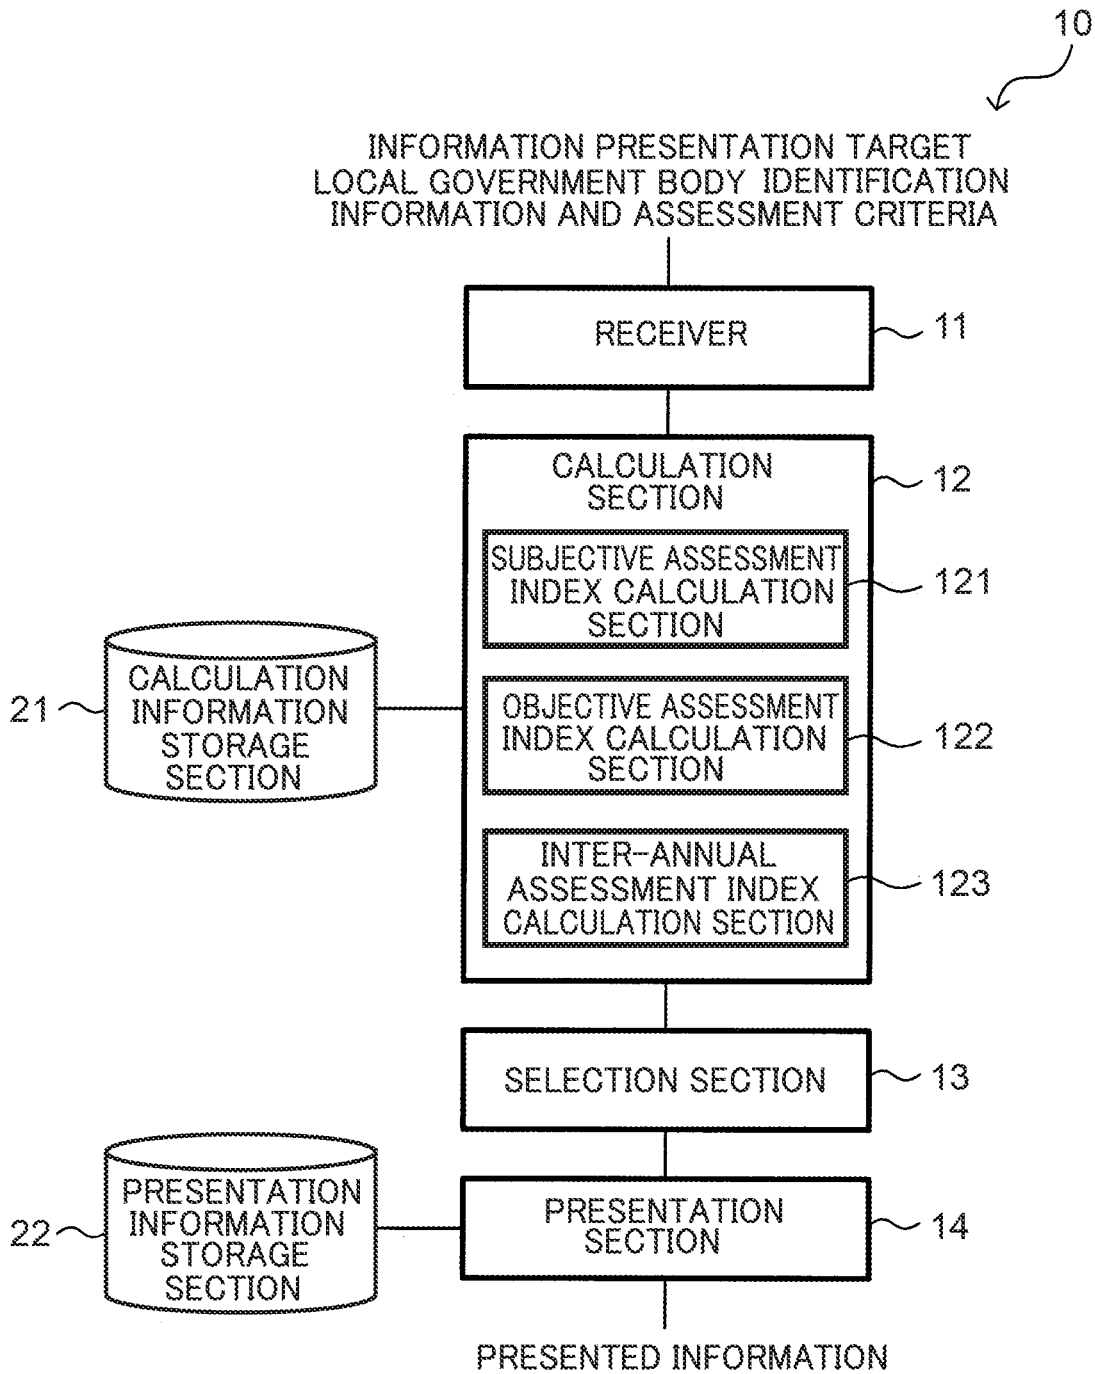 10
INFORMATION PRESENTATION TARGET
LOCAL GOVERNMENT BODY IDENTIFICATION
INFORMATION AND ASSESSMENT CRITERIA
RECEIVER
11
CALCULATION
SECTION
12
SUBJECTIVE ASSESSMENT
INDEX CALCULATION
SECTION
121
CALCULATION
INFORMATION
STORAGE
SECTION
21
OBJECTIVE ASSESSMENT
INDEX CALCULATION
SECTION
122
INTER-ANNUAL
ASSESSMENT INDEX
CALCULATION SECTION
123
SELECTION SECTION
13
PRESENTATION
INFORMATION
STORAGE
SECTION
22
PRESENTATION
SECTION
14
PRESENTED INFORMATION